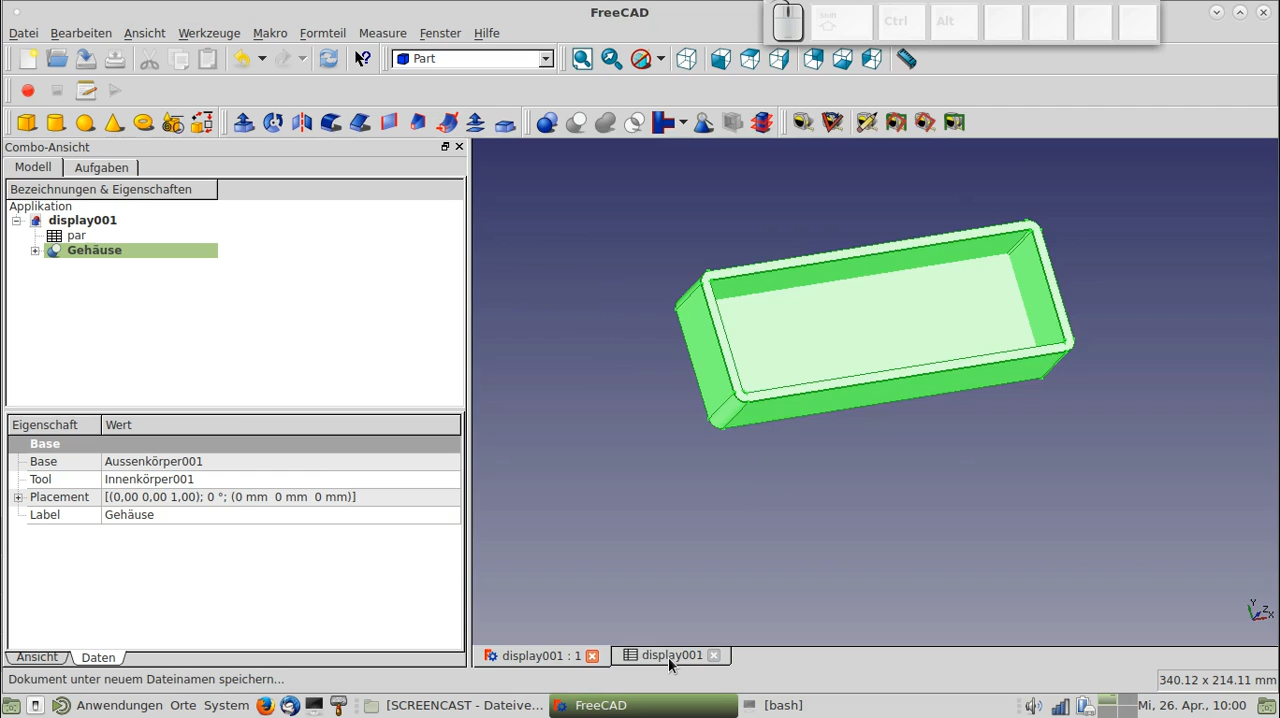 FreeCAD
Ctrl Alt
Datei Bearbeiten Ansicht Werkzeuge Makro Formteil Measure Fenster Hilfe
Part
Combo-Ansicht
Modell Aufgaben
Bezeichnungen & Eigenschaften
Applikation
display001
par
Gehäuse
Eigenschaft Wert
Base
Base Aussenkörper001
Tool Innenkörper001
Placement [(0,00 0,00 1,00); 0 °; (0 mm 0 mm 0 mm)]
Label Gehäuse
Y
Z
X
Ansicht Daten
display001 : 1 display001
Dokument unter neuem Dateinamen speichern...
340.12 x 214.11 mm
Anwendungen Orte System [SCREENCAST - Dateive... FreeCAD [bash] Mi, 26. Apr., 10:00